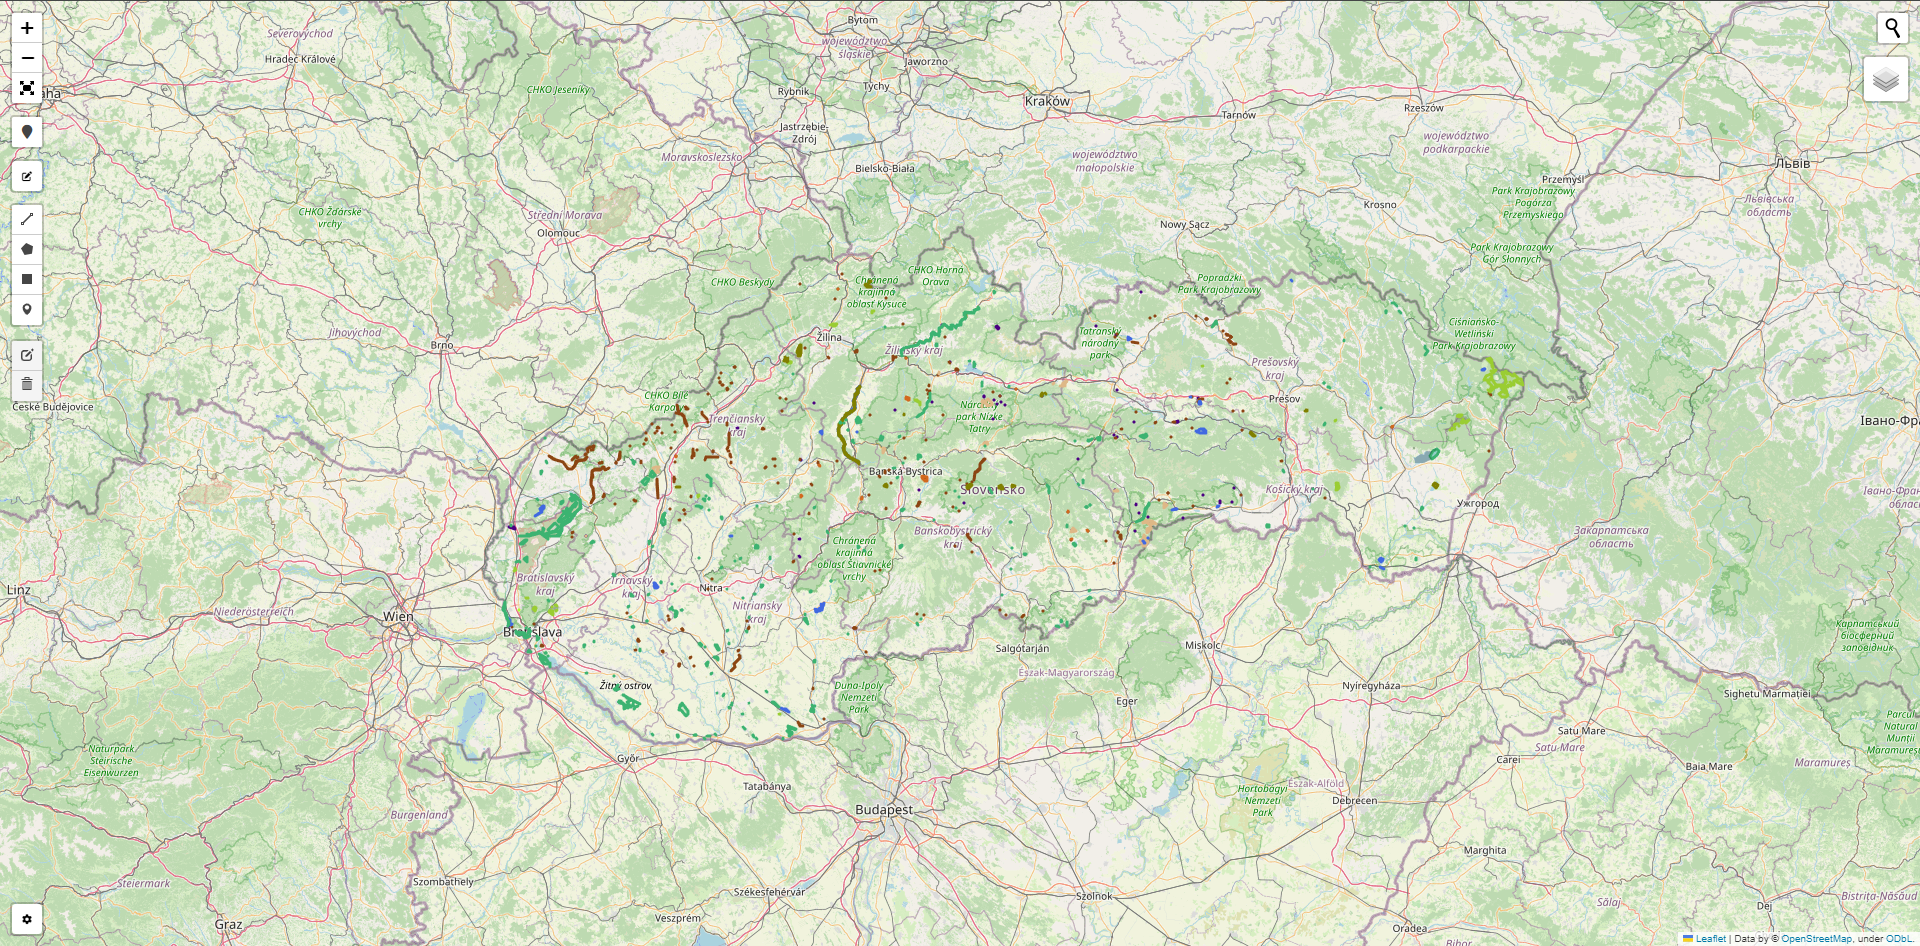 Bytom
województwo
śląskie
Severovýchod
Hradec Králové
Jaworzno
CHKO Jeseníky
Rybnik
Tychy
Kraków
Rzeszów
Tarnów
Jastrzębie-
Zdrój
województwo
podkarpackie
Moravskoslezsko
Bielsko-Biała
województwo
małopolskie
Львів
Przemyśl
Park Krajobrazowy
Pogórza
Przemyskiego
Львівська
область
CHKO Žďárské
vrchy
Střední Morava
Olomouc
Nowy Sącz
Krosno
Park Krajobrazowy
Gór Słonnych
CHKO Beskydy
Chránená
krajinná
oblasť Kysuce
CHKO Horná
Orava
Popradzki
Park Krajobrazowy
Jihovýchod
Brno
Žilina
Žilinský kraj
Tatranský
národný
park
Ciśniańsko-
Wetliński
Park Krajobrazowy
Prešovský
kraj
České Budějovice
CHKO Bílé
Karpaty
Trenčiansky
kraj
Prešov
park Nízke
Tatry
Banská Bystrica
Slovensko
Košický kraj
Ужгород
Banskobystrický
kraj
Закарпатська
область
Chránená
krajinná
oblasť Štiavnické
vrchy
Linz
Bratislavský
kraj
Trnavský
kraj
Nitra
Nitriansky
kraj
Niederösterreich
Wien
Bratislava
Salgótarján
Miskolc
Észak-Magyarország
Карпатський
біосферний
заповідник
Žitný ostrov
Duna-Ipoly
Nemzeti
Park
Eger
Nyíregyháza
Sighetu Marmației
Naturpark
Steirische
Eisenwurzen
Győr
Satu Mare
Satu Mare
Carei
Baia Mare
Maramureș
Tatabánya
Budapest
Hortobágyi
Nemzeti
Park
Észak-Alföld
Debrecen
Burgenland
Marghita
Steiermark
Szombathely
Székesfehérvár
Szolnok
Sălaj
Dej
Bistrița-Năsăud
Graz
Veszprém
Oradea
Leaflet | Data by © OpenStreetMap, under ODbL.